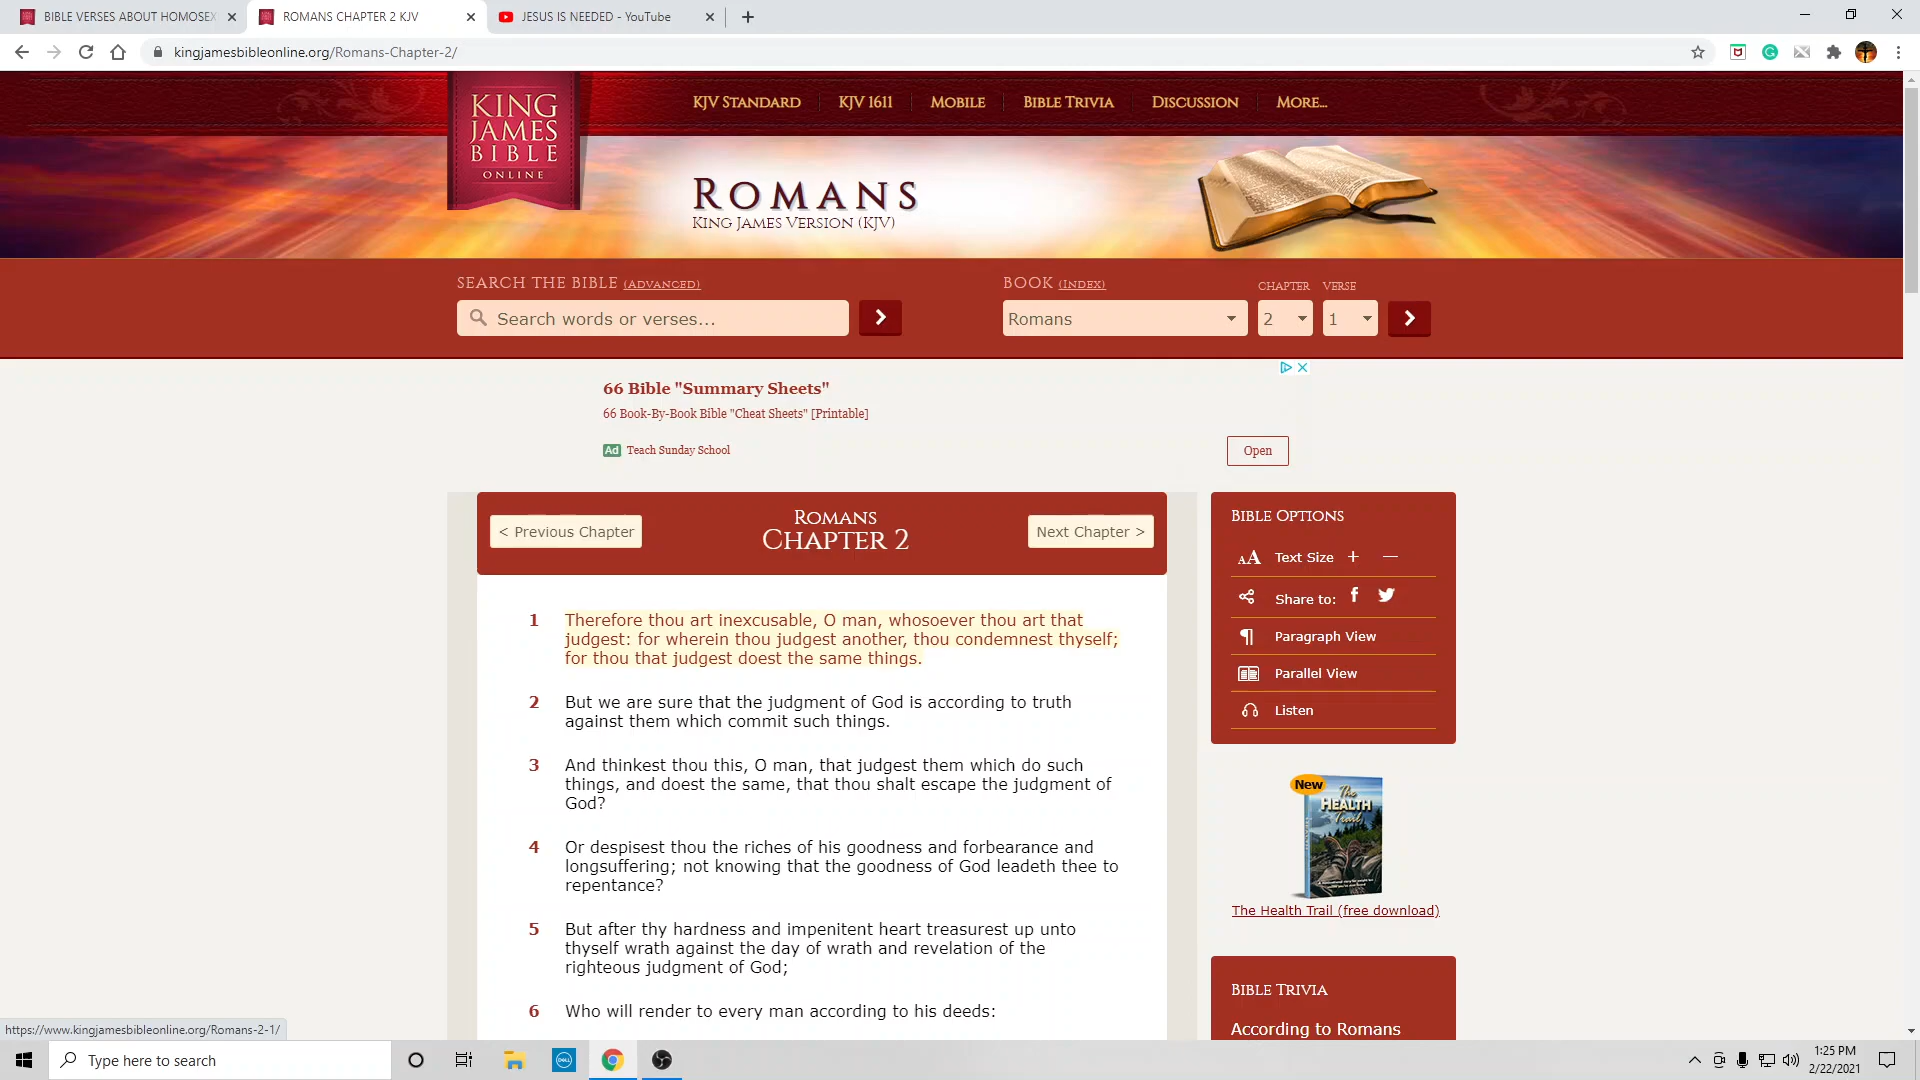 BIBLE VERSES ABOUT HOMOSEX
ROMANS CHAPTER 2 KJV
JESUS IS NEEDED - YouTube
kingjamesbibleonline.org/Romans-Chapter-2/
KING
JAMES
BIBLE
ONLINE
KJV STANDARD
KJV 1611
MOBILE
BIBLE TRIVIA
DISCUSSION
MORE...
ROMANS
KING JAMES VERSION (KJV)
SEARCH THE BIBLE (ADVANCED)
Search words or verses...
BOOK (INDEX)
CHAPTER
VERSE
Romans
2
1
66 Bible "Summary Sheets"
66 Book-By-Book Bible "Cheat Sheets" [Printable]
Ad Teach Sunday School
Open
< Previous Chapter
ROMANS
CHAPTER 2
Next Chapter >
1 Therefore thou art inexcusable, O man, whosoever thou art that
judgest: for wherein thou judgest another, thou condemnest thyself;
for thou that judgest doest the same things.
2 But we are sure that the judgment of God is according to truth
against them which commit such things.
3 And thinkest thou this, O man, that judgest them which do such
things, and doest the same, that thou shalt escape the judgment of
God?
4 Or despisest thou the riches of his goodness and forbearance and
longsuffering; not knowing that the goodness of God leadeth thee to
repentance?
5 But after thy hardness and impenitent heart treasurest up unto
thyself wrath against the day of wrath and revelation of the
righteous judgment of God;
6 Who will render to every man according to his deeds:
BIBLE OPTIONS
AA Text Size + —
Share to:
Paragraph View
Parallel View
Listen
New
The
HEALTH
Trail
The Health Trail (free download)
BIBLE TRIVIA
According to Romans
https://www.kingjamesbibleonline.org/Romans-2-1/
Type here to search
DELL
1:25 PM
2/22/2021